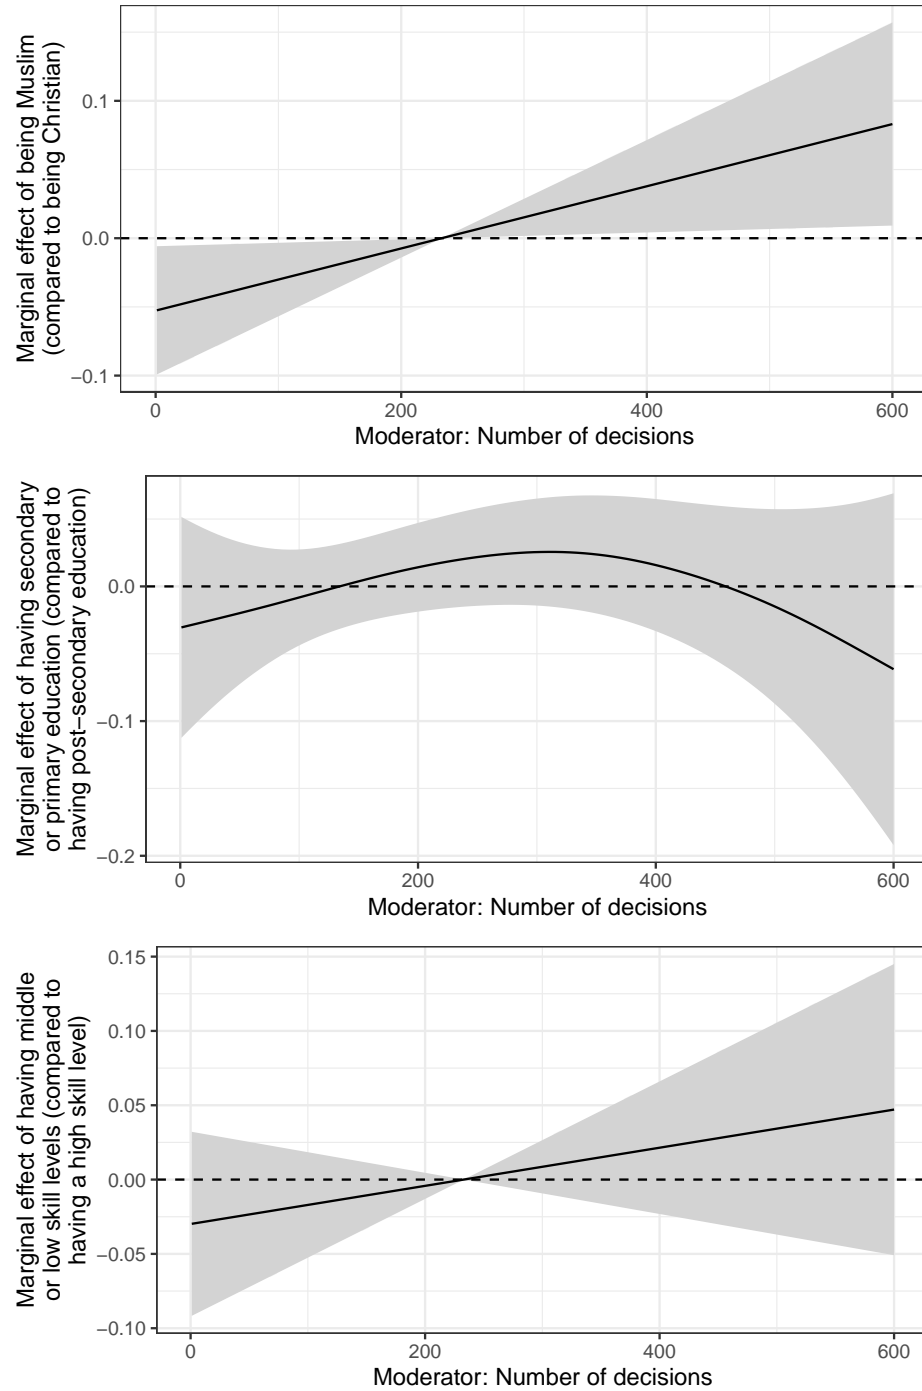 Marginal effect of being Muslim
(compared to being Christian)
0.1
0.0
−0.1
0 200 400 600
Moderator: Number of decisions
Marginal effect of having secondary
or primary education (compared to
having post−secondary education)
0.0
−0.1
−0.2
0 200 400 600
Moderator: Number of decisions
Marginal effect of having middle
or low skill levels (compared to
having a high skill level)
0.15
0.10
0.05
0.00
−0.05
−0.10
0 200 400 600
Moderator: Number of decisions